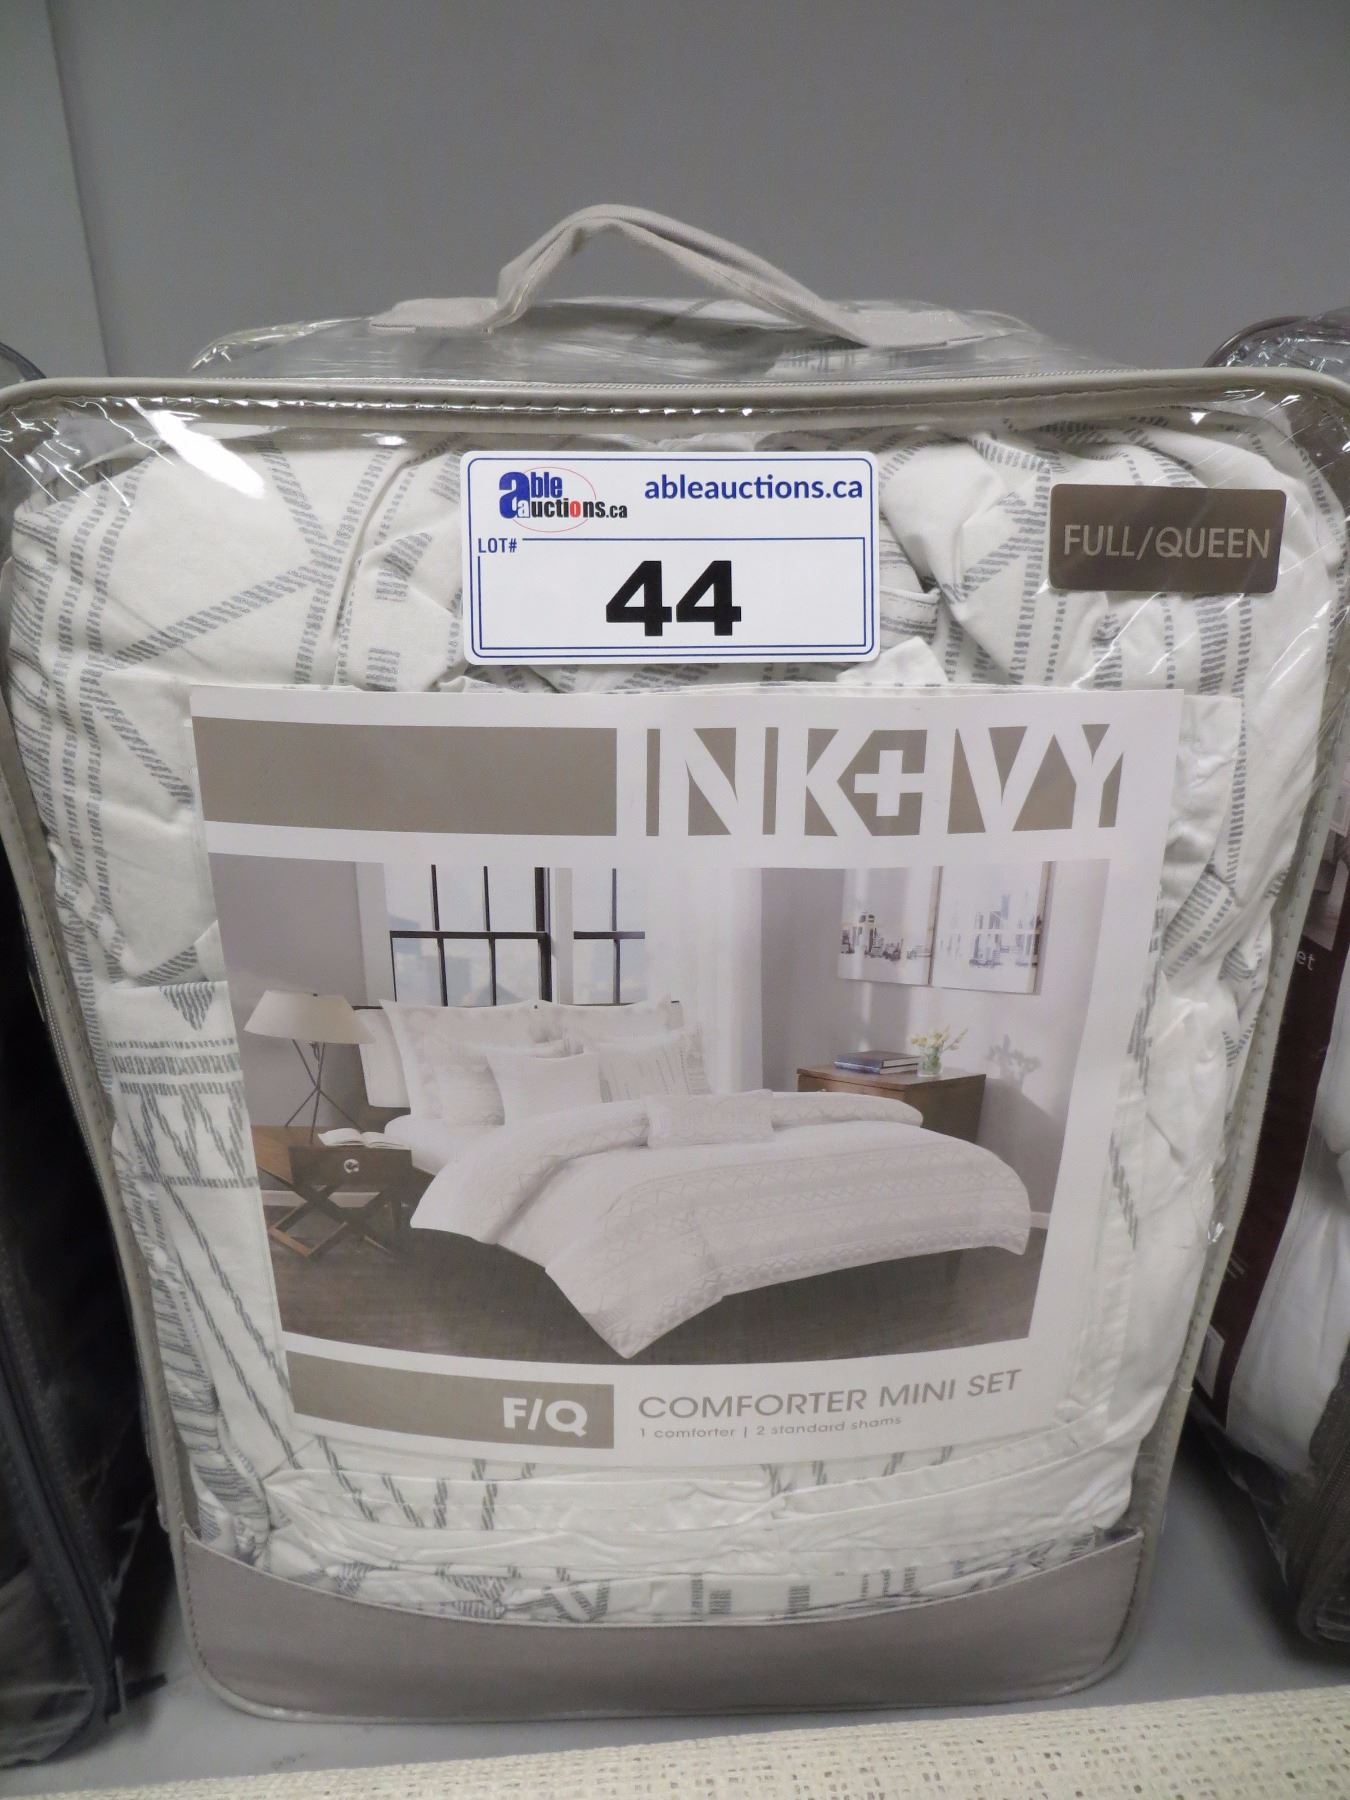 able auctions.ca
ableauctions.ca
LOT#
44
FULL/QUEEN
INK+IVY
F/Q
COMFORTER MINI SET
1 comforter | 2 standard shams
et